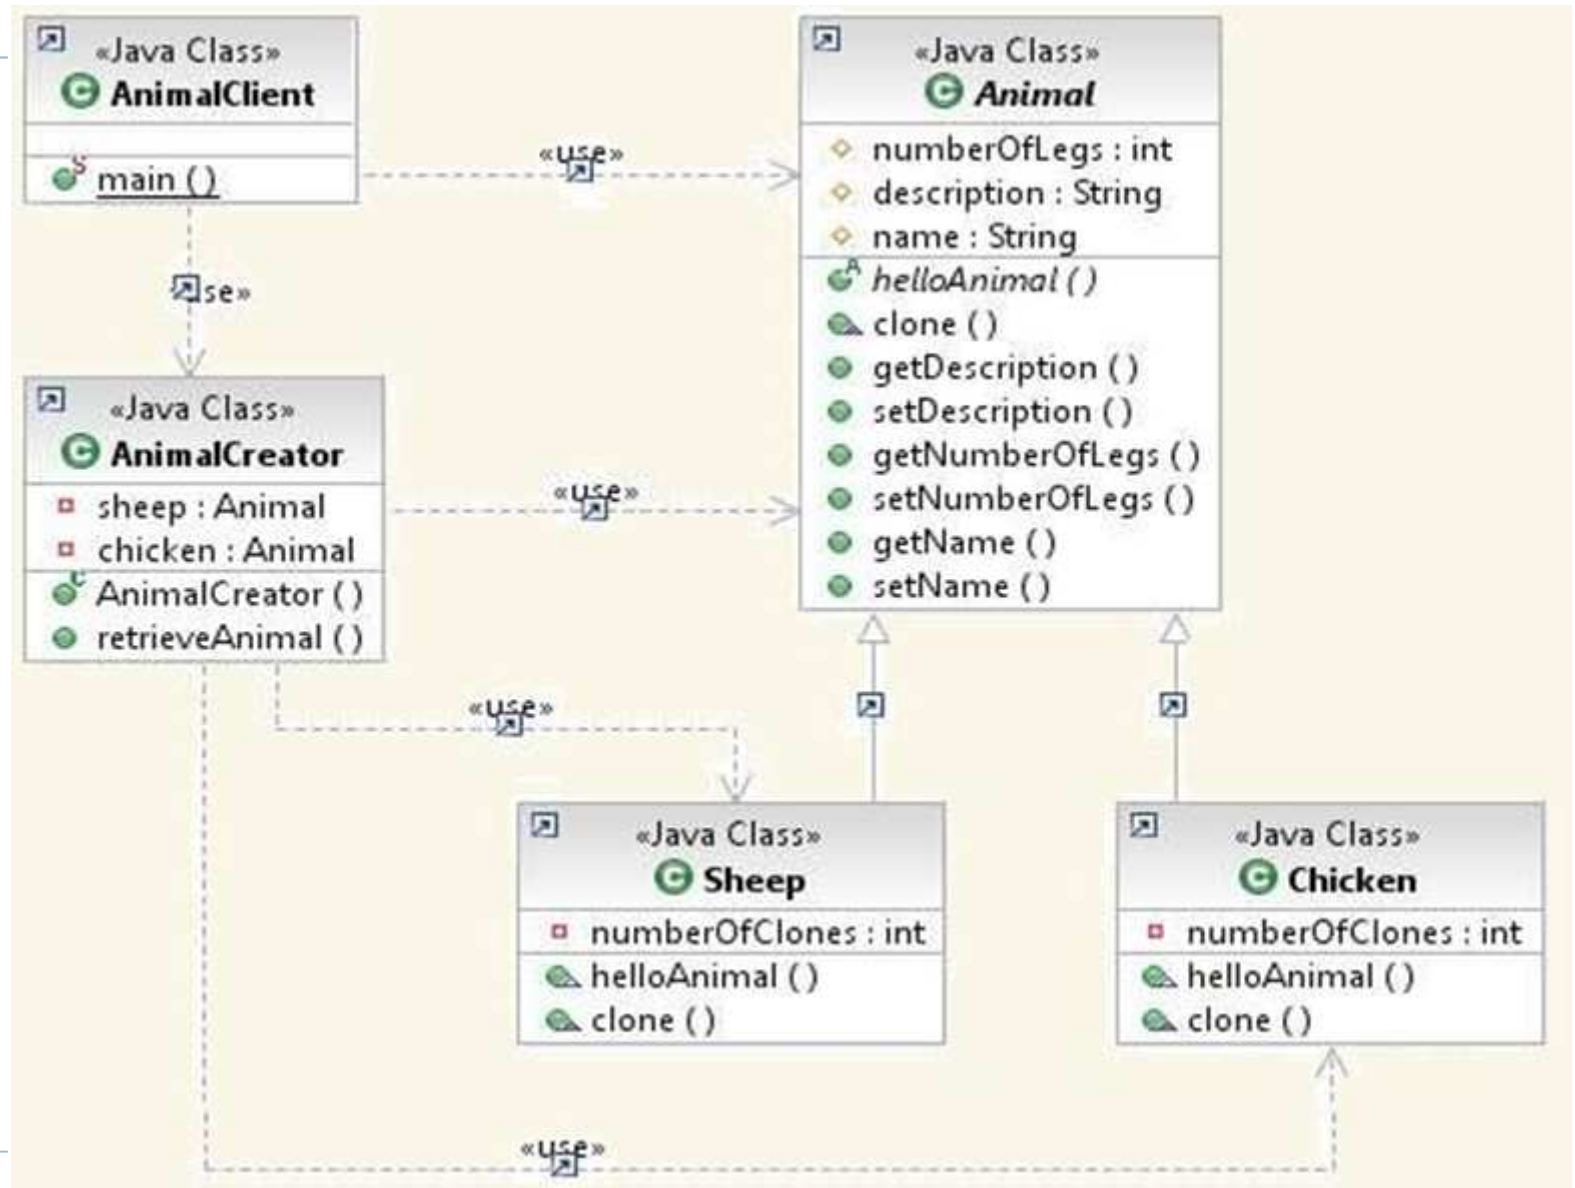 «Java Class»
AnimalClient
main ( )
«use»
se»
«Java Class»
Animal
numberOfLegs : int
description : String
name : String
helloAnimal ( )
clone ( )
getDescription ( )
setDescription ( )
getNumberOfLegs ( )
setNumberOfLegs ( )
getName ( )
setName ( )
«Java Class»
AnimalCreator
sheep : Animal
chicken : Animal
AnimalCreator ( )
retrieveAnimal ( )
«use»
«use»
«Java Class»
Sheep
numberOfClones : int
helloAnimal ( )
clone ( )
«Java Class»
Chicken
numberOfClones : int
helloAnimal ( )
clone ( )
«use»